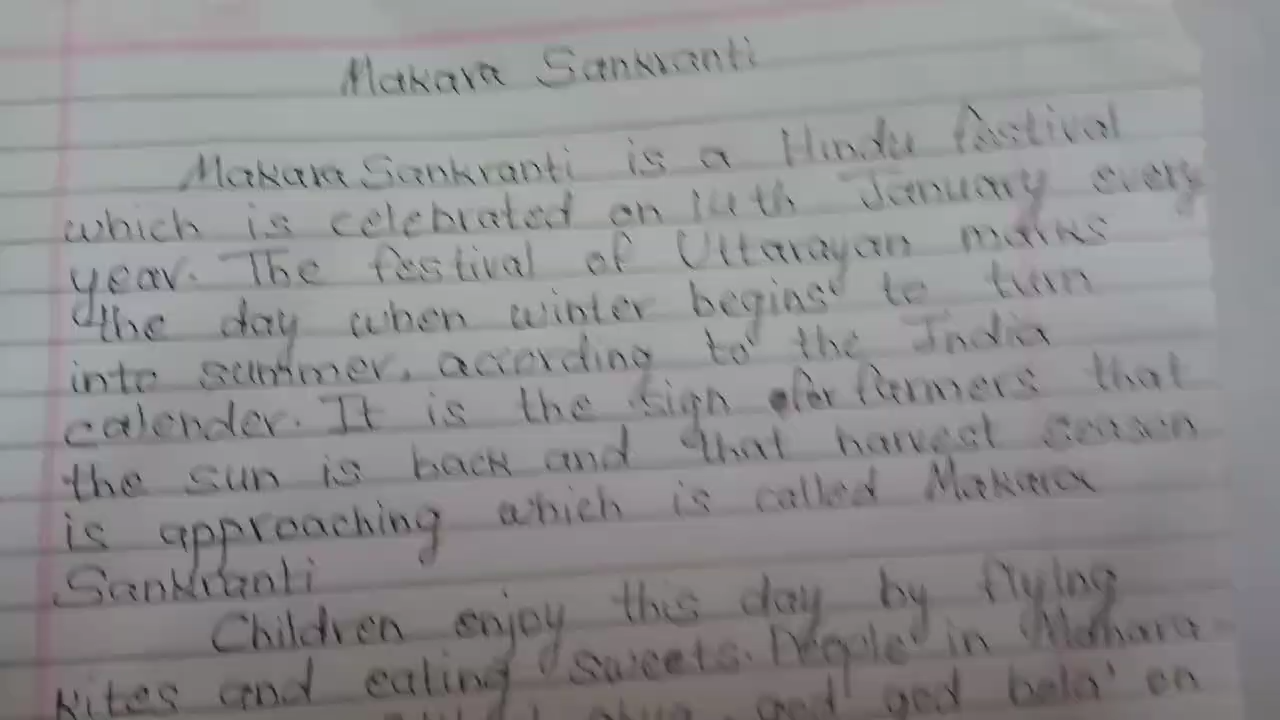 Makara Sankranti
Makara Sankranti is a Hindu festival
which is celebrated on 14th January every
year. The festival of Uttarayan marks
the day when winter begins to turn
into summer, according to the India
calender. It is the sign for farmers that
the sun is back and that harvest season
is approaching which is called Makara
Sankranti
Children enjoy this day by flying
kites and eating sweets. People in Mahara
god bola' on